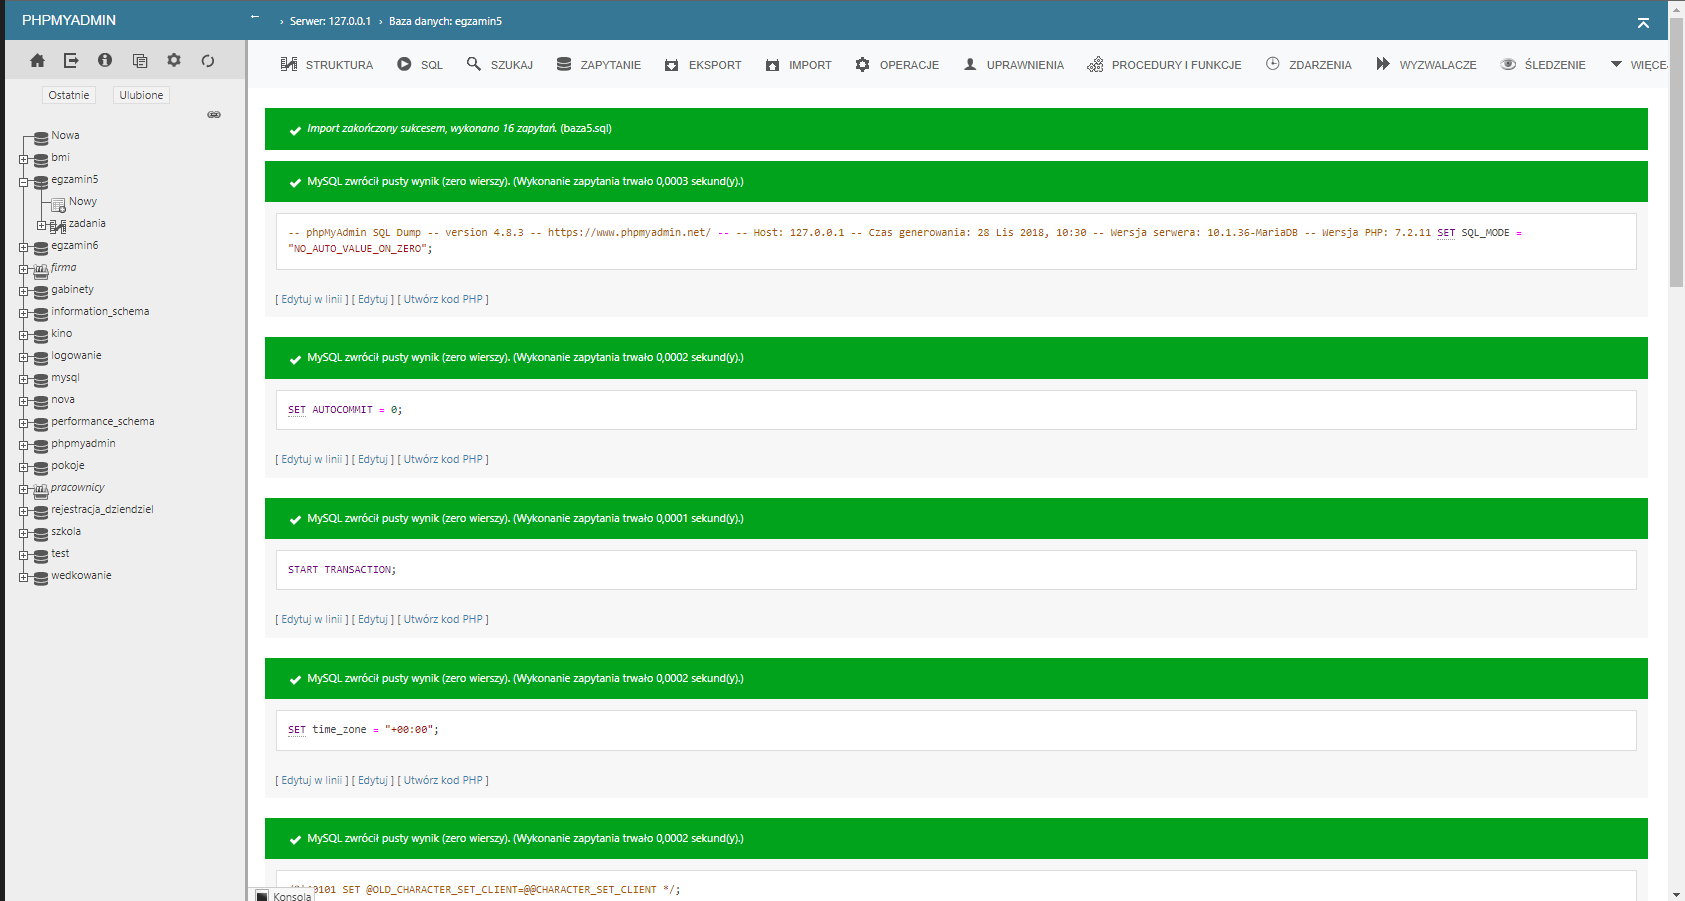 PHPMYADMIN
← › Serwer: 127.0.0.1 › Baza danych: egzamin5
STRUKTURA SQL SZUKAJ ZAPYTANIE EKSPORT IMPORT OPERACJE UPRAWNIENIA PROCEDURY I FUNKCJE ZDARZENIA WYZWALACZE ŚLEDZENIE
Ostatnie Ulubione
Nowa
bmi
egzamin5
Nowy
zadania
egzamin6
firma
gabinety
information_schema
kino
logowanie
mysql
nova
performance_schema
phpmyadmin
pokoje
pracownicy
rejestracja_dziendziel
szkola
test
wedkowanie
Import zakończony sukcesem, wykonano 16 zapytań. (baza5.sql)
MySQL zwrócił pusty wynik (zero wierszy). (Wykonanie zapytania trwało 0,0003 sekund(y).)
-- phpMyAdmin SQL Dump -- version 4.8.3 -- https://www.phpmyadmin.net/ -- -- Host: 127.0.0.1 -- Czas generowania: 28 Lis 2018, 10:30 -- Wersja serwera: 10.1.36-MariaDB -- Wersja PHP: 7.2.11 SET SQL_MODE =
"NO_AUTO_VALUE_ON_ZERO";
[ Edytuj w linii ] [ Edytuj ] [ Utwórz kod PHP ]
MySQL zwrócił pusty wynik (zero wierszy). (Wykonanie zapytania trwało 0,0002 sekund(y).)
SET AUTOCOMMIT = 0;
[ Edytuj w linii ] [ Edytuj ] [ Utwórz kod PHP ]
MySQL zwrócił pusty wynik (zero wierszy). (Wykonanie zapytania trwało 0,0001 sekund(y).)
START TRANSACTION;
[ Edytuj w linii ] [ Edytuj ] [ Utwórz kod PHP ]
MySQL zwrócił pusty wynik (zero wierszy). (Wykonanie zapytania trwało 0,0002 sekund(y).)
SET time_zone = "+00:00";
[ Edytuj w linii ] [ Edytuj ] [ Utwórz kod PHP ]
MySQL zwrócił pusty wynik (zero wierszy). (Wykonanie zapytania trwało 0,0002 sekund(y).)
SET @OLD_CHARACTER_SET_CLIENT=@@CHARACTER_SET_CLIENT */;
Konsola